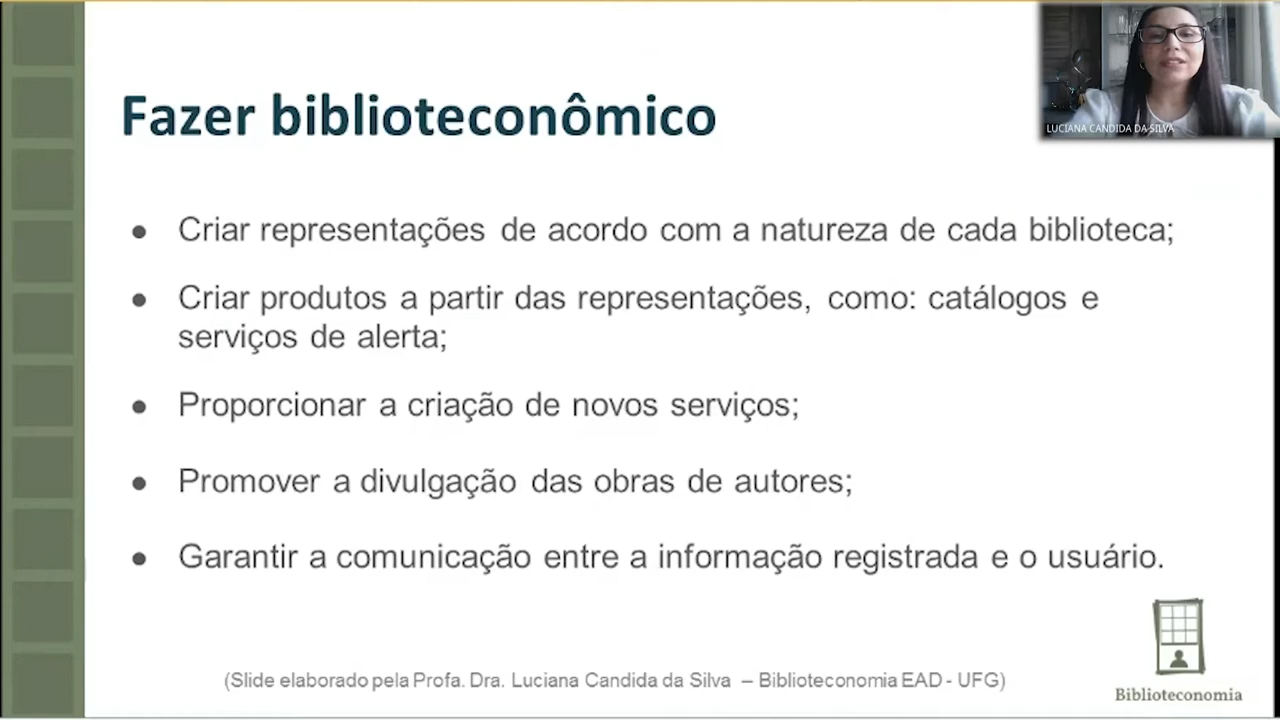 LUCIANA CANDIDA DA SILVA
Fazer biblioteconômico
● Criar representações de acordo com a natureza de cada biblioteca;
● Criar produtos a partir das representações, como: catálogos e
serviços de alerta;
● Proporcionar a criação de novos serviços;
● Promover a divulgação das obras de autores;
● Garantir a comunicação entre a informação registrada e o usuário.
(Slide elaborado pela Profa. Dra. Luciana Candida da Silva – Biblioteconomia EAD - UFG)
Biblioteconomia